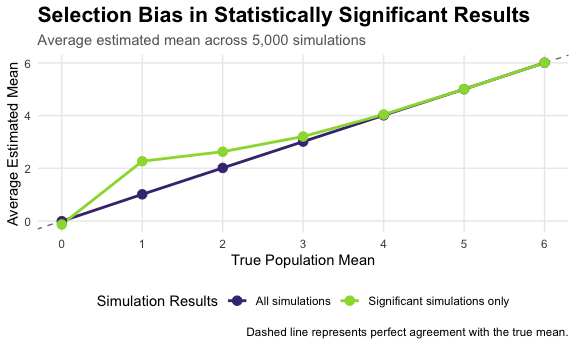 Selection Bias in Statistically Significant Results
Average estimated mean across 5,000 simulations
Average Estimated Mean
6
4
2
0
0 1 2 3 4 5 6
True Population Mean
Simulation Results All simulations Significant simulations only
Dashed line represents perfect agreement with the true mean.